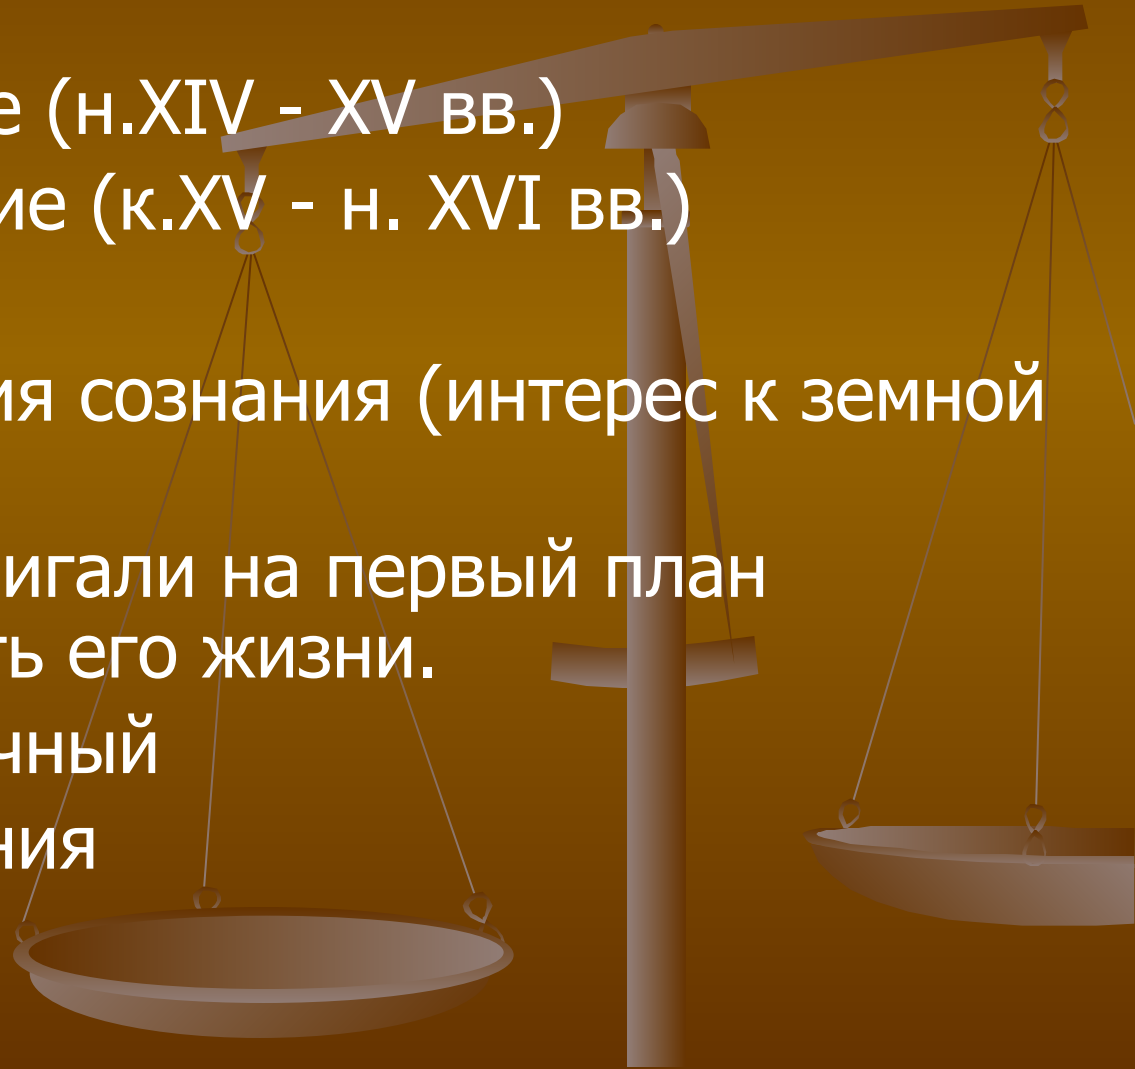 е (н.XIV - XV вв.)
ие (к.XV - н. XVI вв.)
ия сознания (интерес к земной
игали на первый план
ть его жизни.
чный
ния